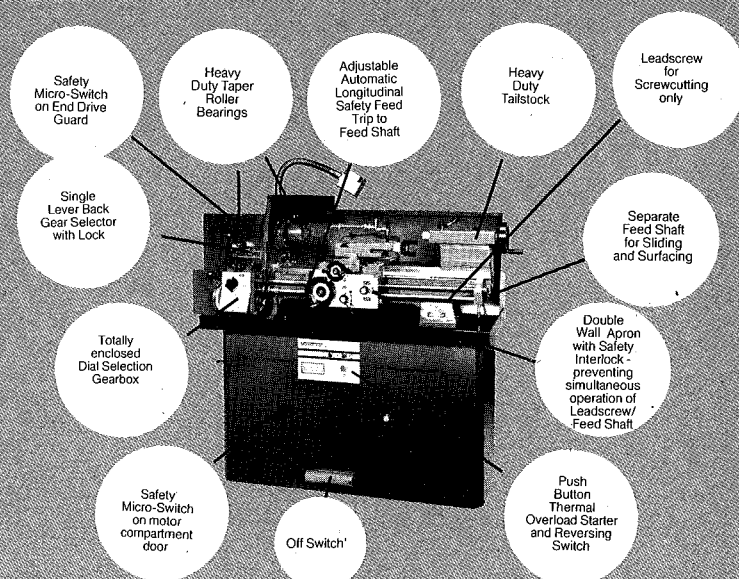 Safety
Micro-Switch
on End Drive
Guard
Heavy
Duty Taper
Roller
Bearings
Adjustable
Automatic
Longitudinal
Safety Feed
Trip to
Feed Shaft
Heavy
Duty
Tailstock
Leadscrew
for
Screwcutting
only
Single
Lever Back
Gear Selector
with Lock
Separate
Feed Shaft
for Sliding
and Surfacing
Totally
enclosed
Dial Selection
Gearbox
Double
Wall Apron
with Safety
Interlock -
preventing
simultaneous
operation of
Leadscrew/
Feed Shaft
Safety
Micro-Switch
on motor
compartment
door
Off Switch'
Push
Button
Thermal
Overload Starter
and Reversing
Switch